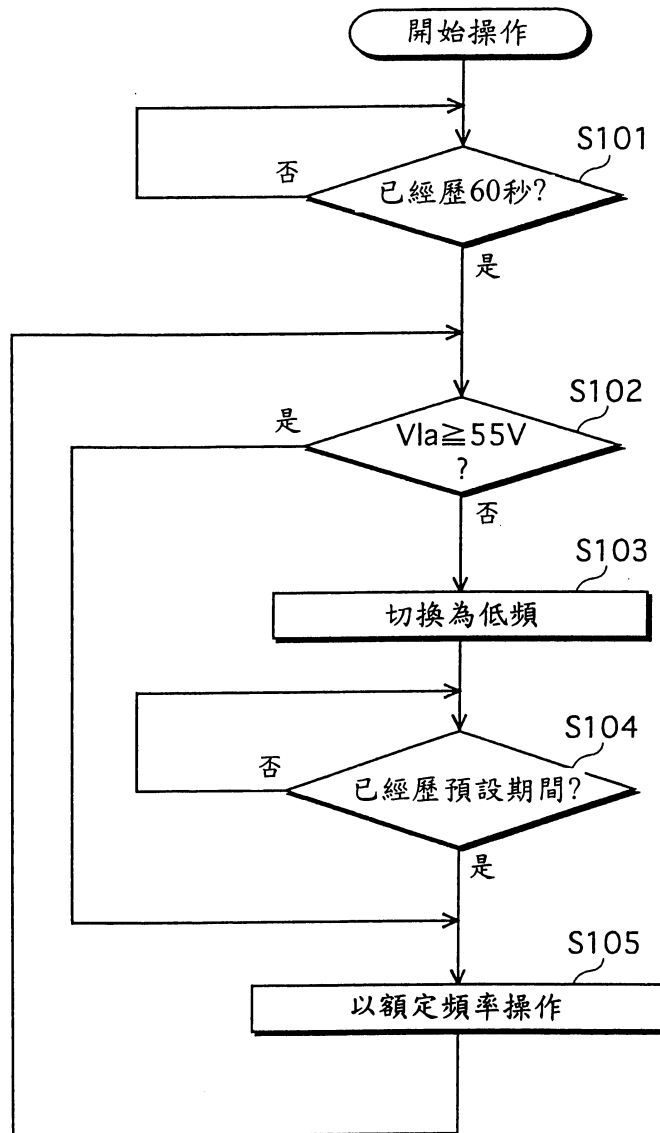 開始操作
S101
否
已經歷60秒?
是
S102
是
Vla≧55V
?
否
S103
切換為低頻
S104
否
已經歷預設期間?
是
S105
以額定頻率操作